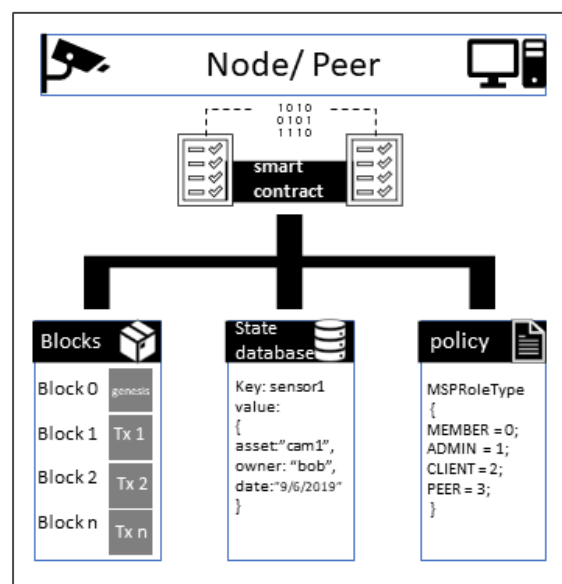 Node/ Peer
1010
0101
1110
smart
contract
Blocks
Block 0 genesis
Block 1 Tx 1
Block 2 Tx 2
Block n Tx n
State
database
Key: sensor1
value:
{
asset:"cam1",
owner: “bob”,
date:"9/6/2019"
}
policy
MSPRoleType
{
MEMBER = 0;
ADMIN = 1;
CLIENT = 2;
PEER = 3;
}